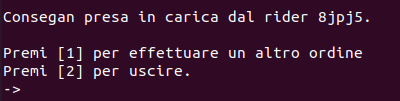 Consegan presa in carica dal rider 8jpj5.
Premi [1] per effettuare un altro ordine
Premi [2] per uscire.
->